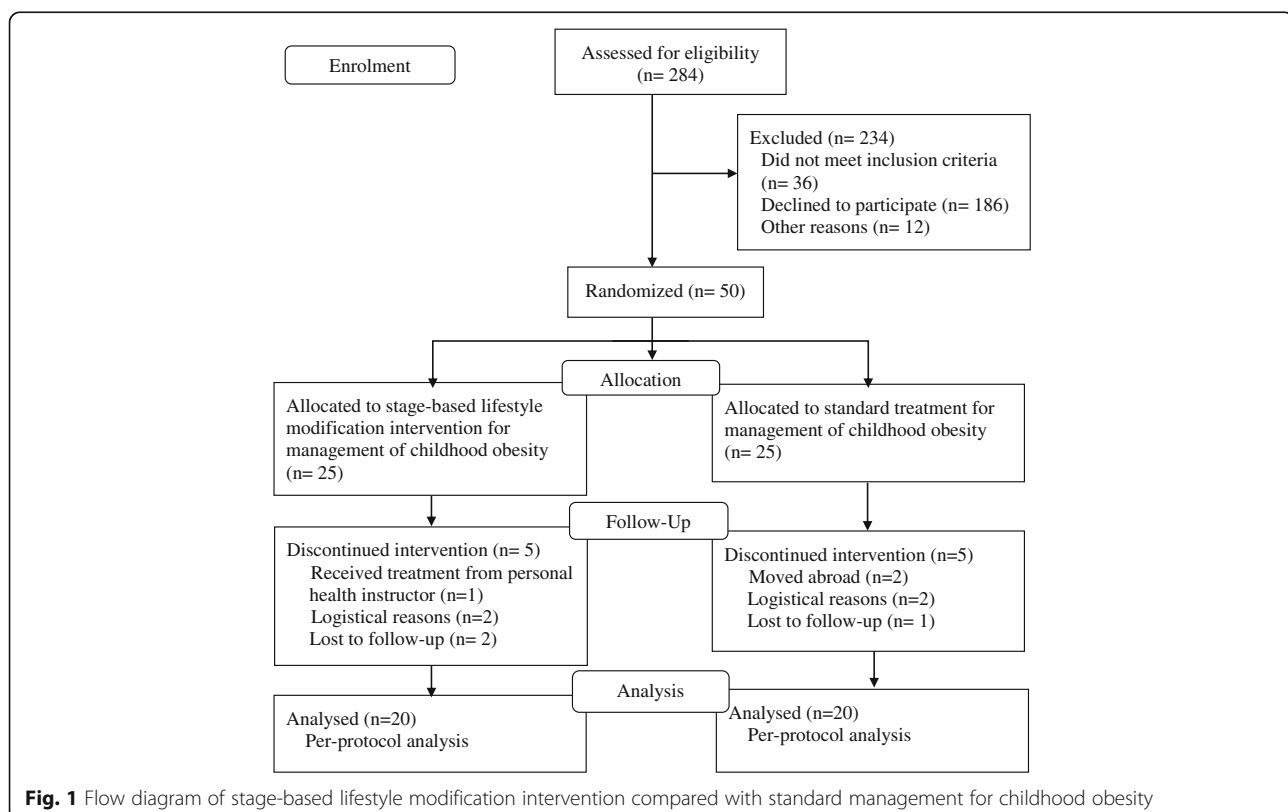 Enrolment
Assessed for eligibility
(n= 284)
Excluded (n= 234)
Did not meet inclusion criteria
(n= 36)
Declined to participate (n= 186)
Other reasons (n= 12)
Randomized (n= 50)
Allocation
Allocated to stage-based lifestyle
modification intervention for
management of childhood obesity
(n= 25)
Allocated to standard treatment for
management of childhood obesity
(n= 25)
Follow-Up
Discontinued intervention (n= 5)
Received treatment from personal
health instructor (n=1)
Logistical reasons (n=2)
Lost to follow-up (n= 2)
Discontinued intervention (n=5)
Moved abroad (n=2)
Logistical reasons (n=2)
Lost to follow-up (n= 1)
Analysis
Analysed (n=20)
Per-protocol analysis
Analysed (n=20)
Per-protocol analysis
Fig. 1 Flow diagram of stage-based lifestyle modification intervention compared with standard management for childhood obesity